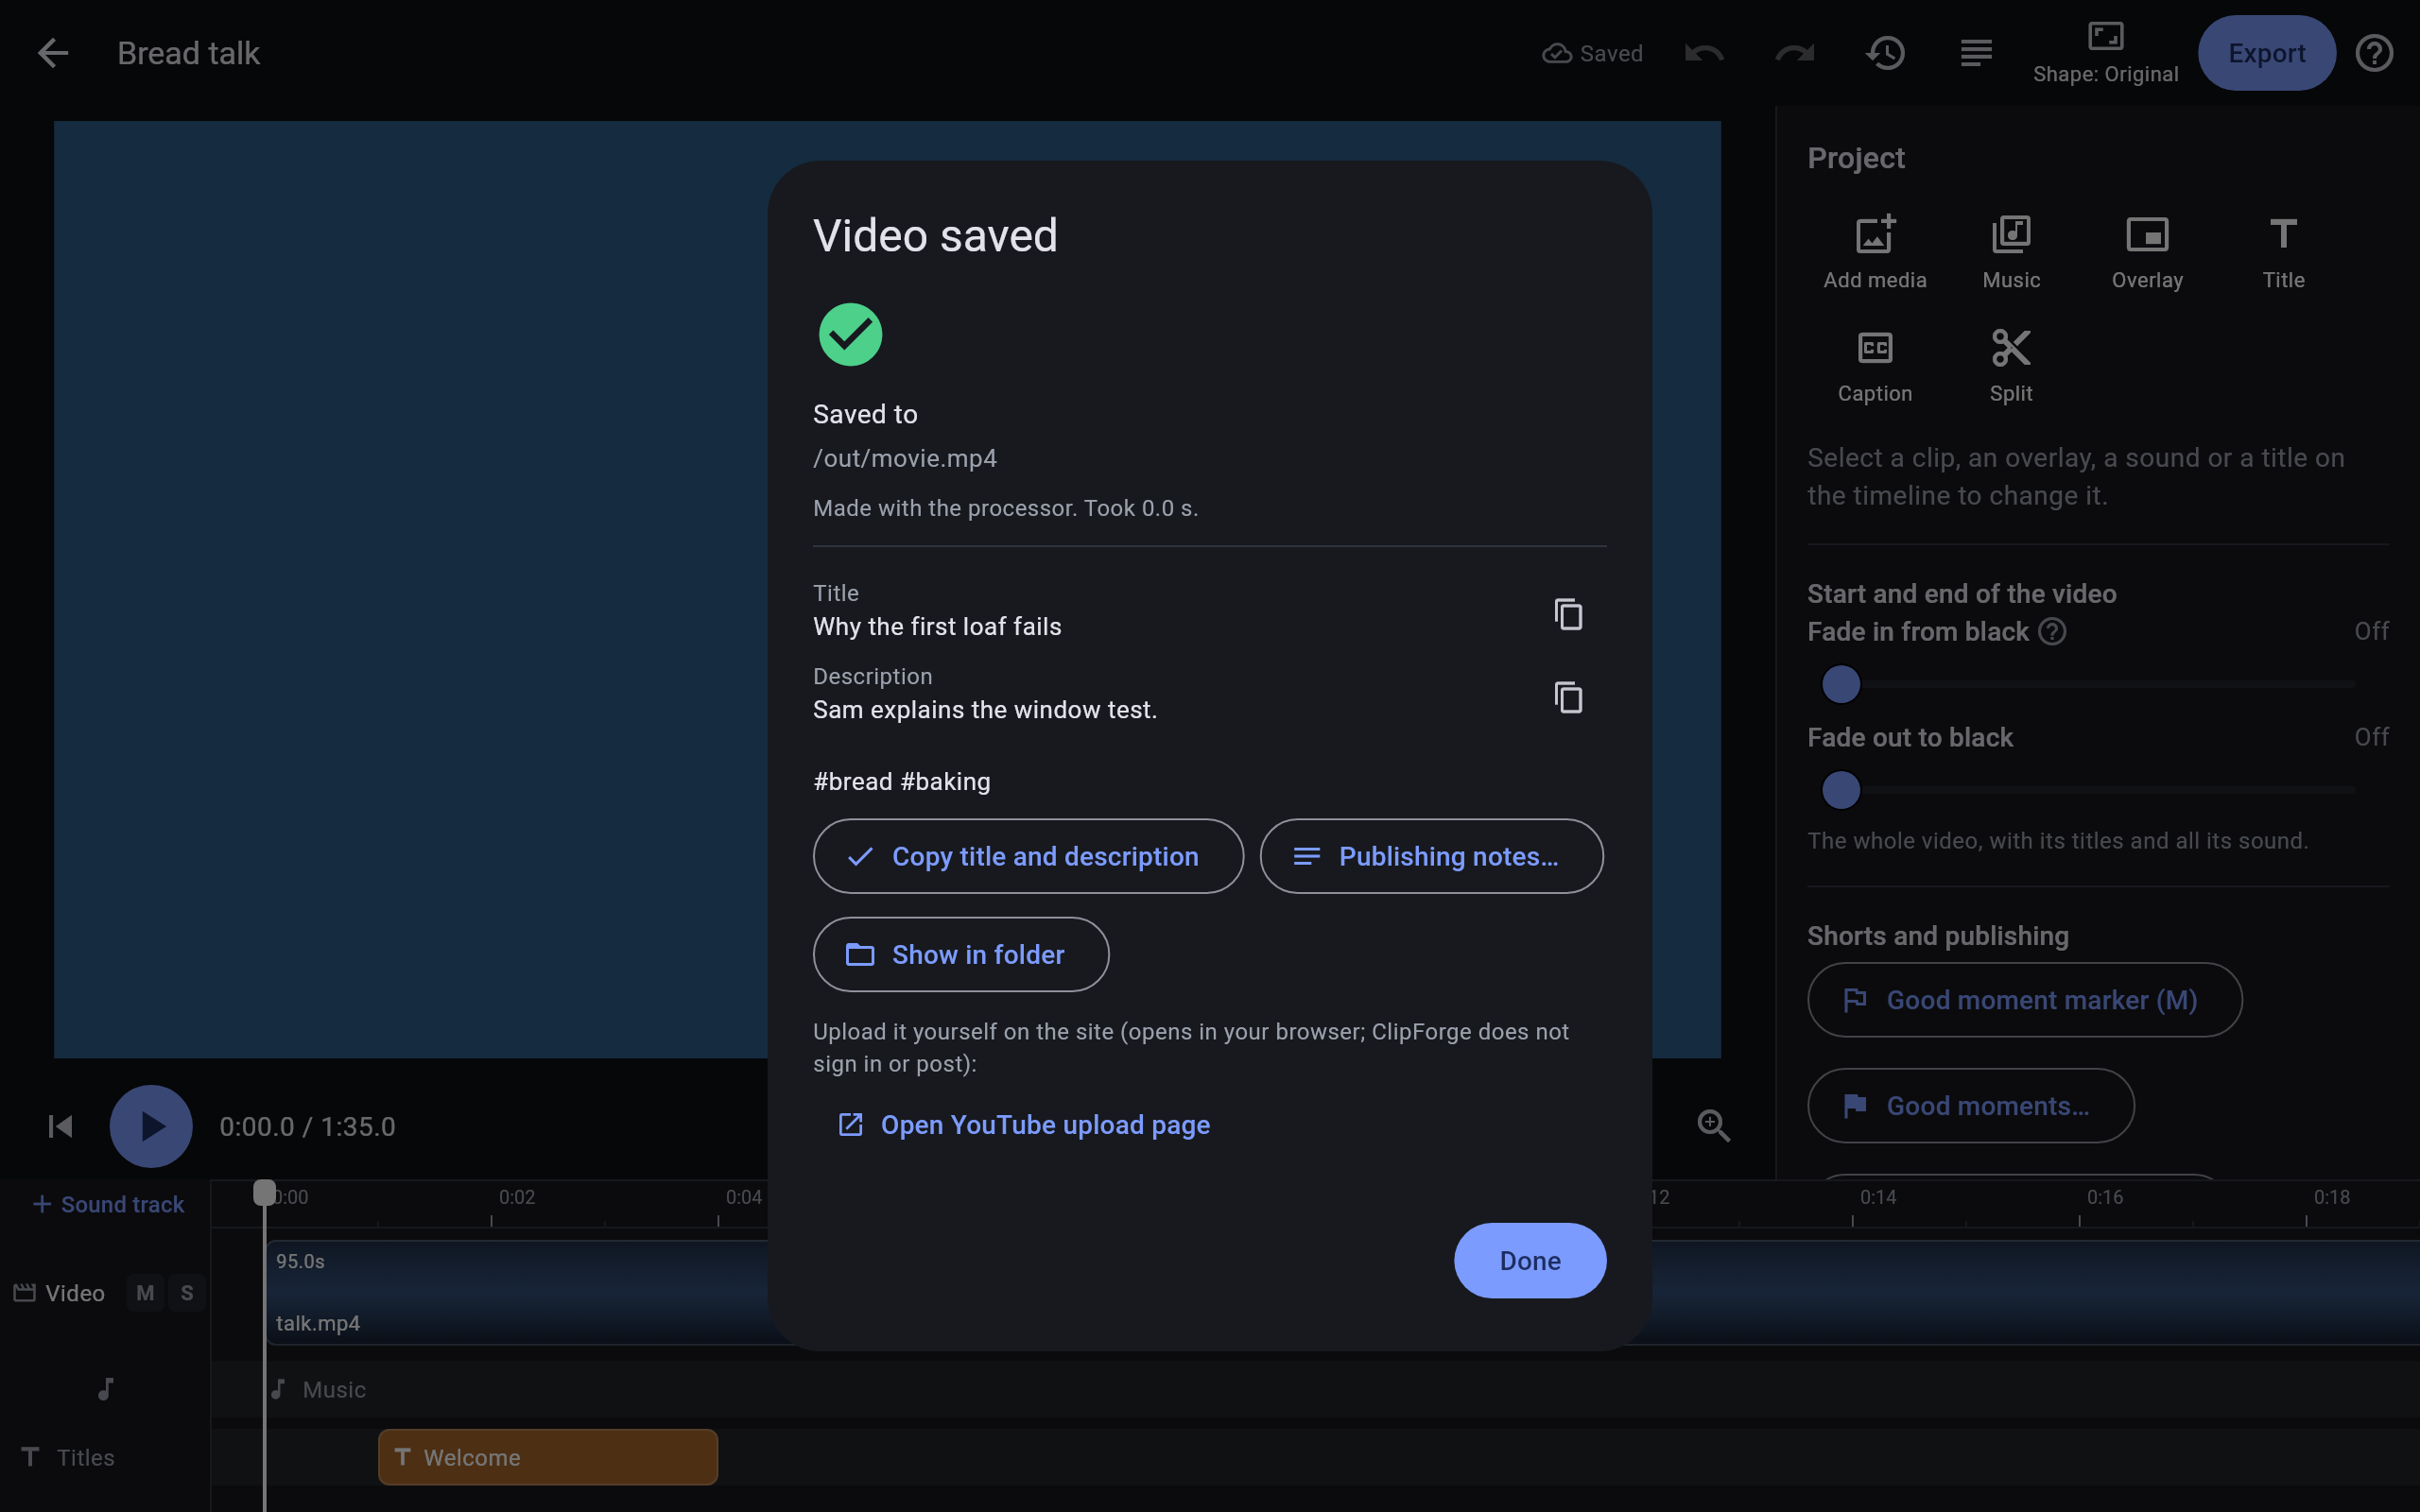 Bread talk
Saved
Shape: Original
Export
Video saved
Saved to
/out/movie.mp4
Made with the processor. Took 0.0 s.
Title
Why the first loaf fails
Description
Sam explains the window test.
#bread #baking
Copy title and description
Publishing notes...
Show in folder
Upload it yourself on the site (opens in your browser; ClipForge does not
sign in or post):
Open YouTube upload page
Done
Project
Add media
Music
Overlay
Title
Caption
Split
Select a clip, an overlay, a sound or a title on
the timeline to change it.
Start and end of the video
Fade in from black
Off
Fade out to black
Off
The whole video, with its titles and all its sound.
Shorts and publishing
Good moment marker (M)
Good moments...
0:00.0 / 1:35.0
Sound track
0:00
0:02
0:04
12
0:14
0:16
0:18
Video
M
S
95.0s
talk.mp4
Music
Titles
Welcome